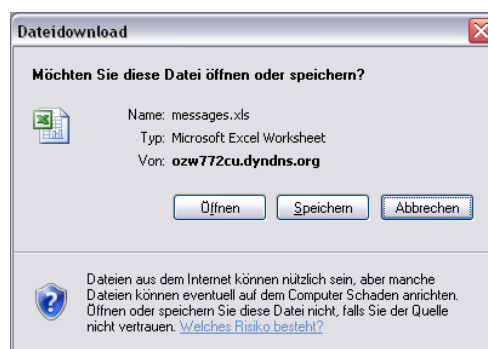 Dateidownload
Möchten Sie diese Datei öffnen oder speichern?
Name: messages.xls
Typ: Microsoft Excel Worksheet
Von: ozw772cu.dyndns.org
Öffnen Speichern Abbrechen
Dateien aus dem Internet können nützlich sein, aber manche
Dateien können eventuell auf dem Computer Schaden anrichten.
Öffnen oder speichern Sie diese Datei nicht, falls Sie der Quelle
nicht vertrauen. Welches Risiko besteht?